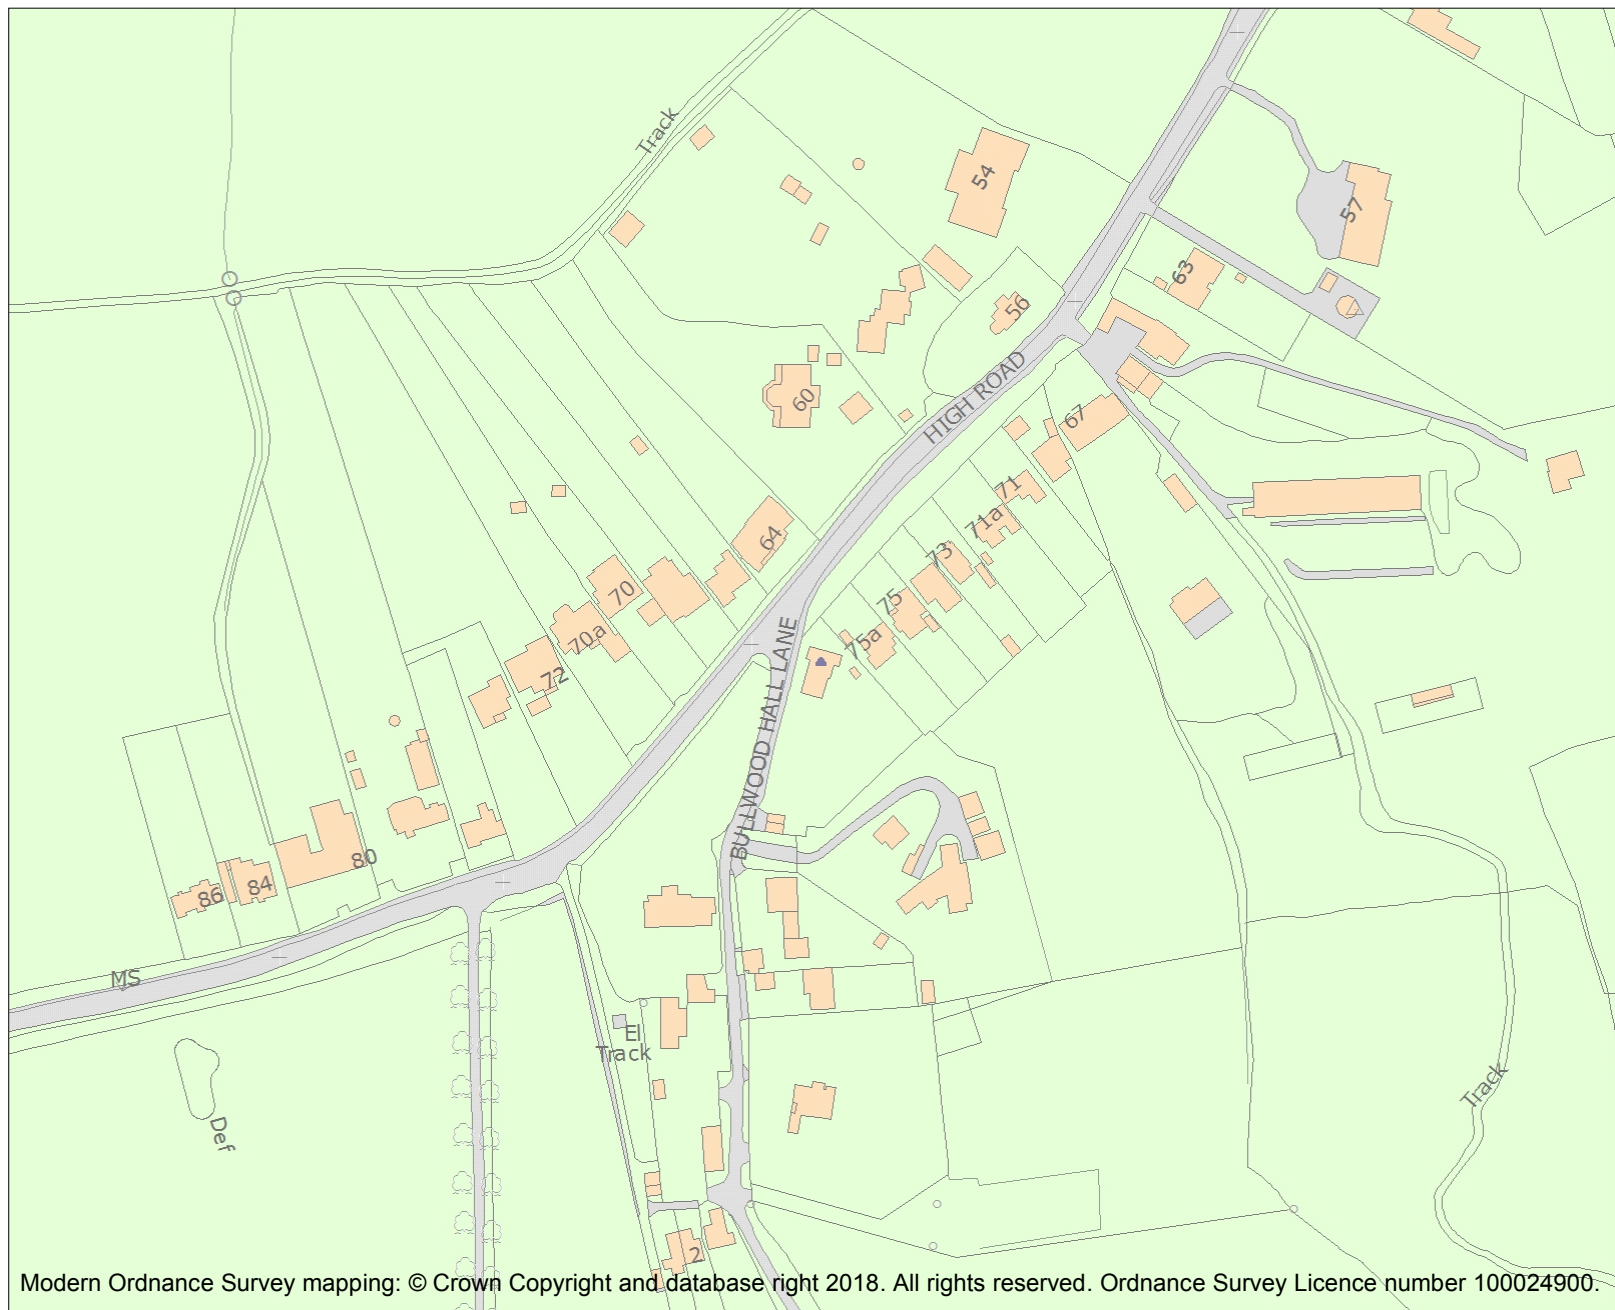 Track
54
57
63
56
HIGH ROAD
60
67
71
71a
64
73
70
75
70a
75a
72
BULLWOOD HALL LANE
80
84
86
MS
El
Track
Track
Def
2
Modern Ordnance Survey mapping: © Crown Copyright and database right 2018. All rights reserved. Ordnance Survey Licence number 100024900.